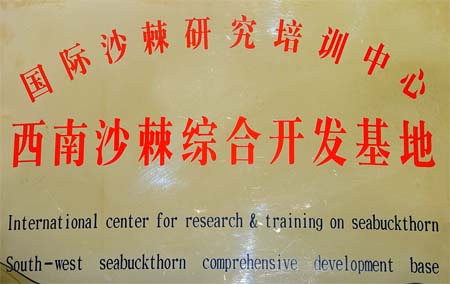 国际沙棘研究培训中心
西南沙棘综合开发基地
International center for research & training on seabuckthorn
South-west seabuckthorn comprehensive development base